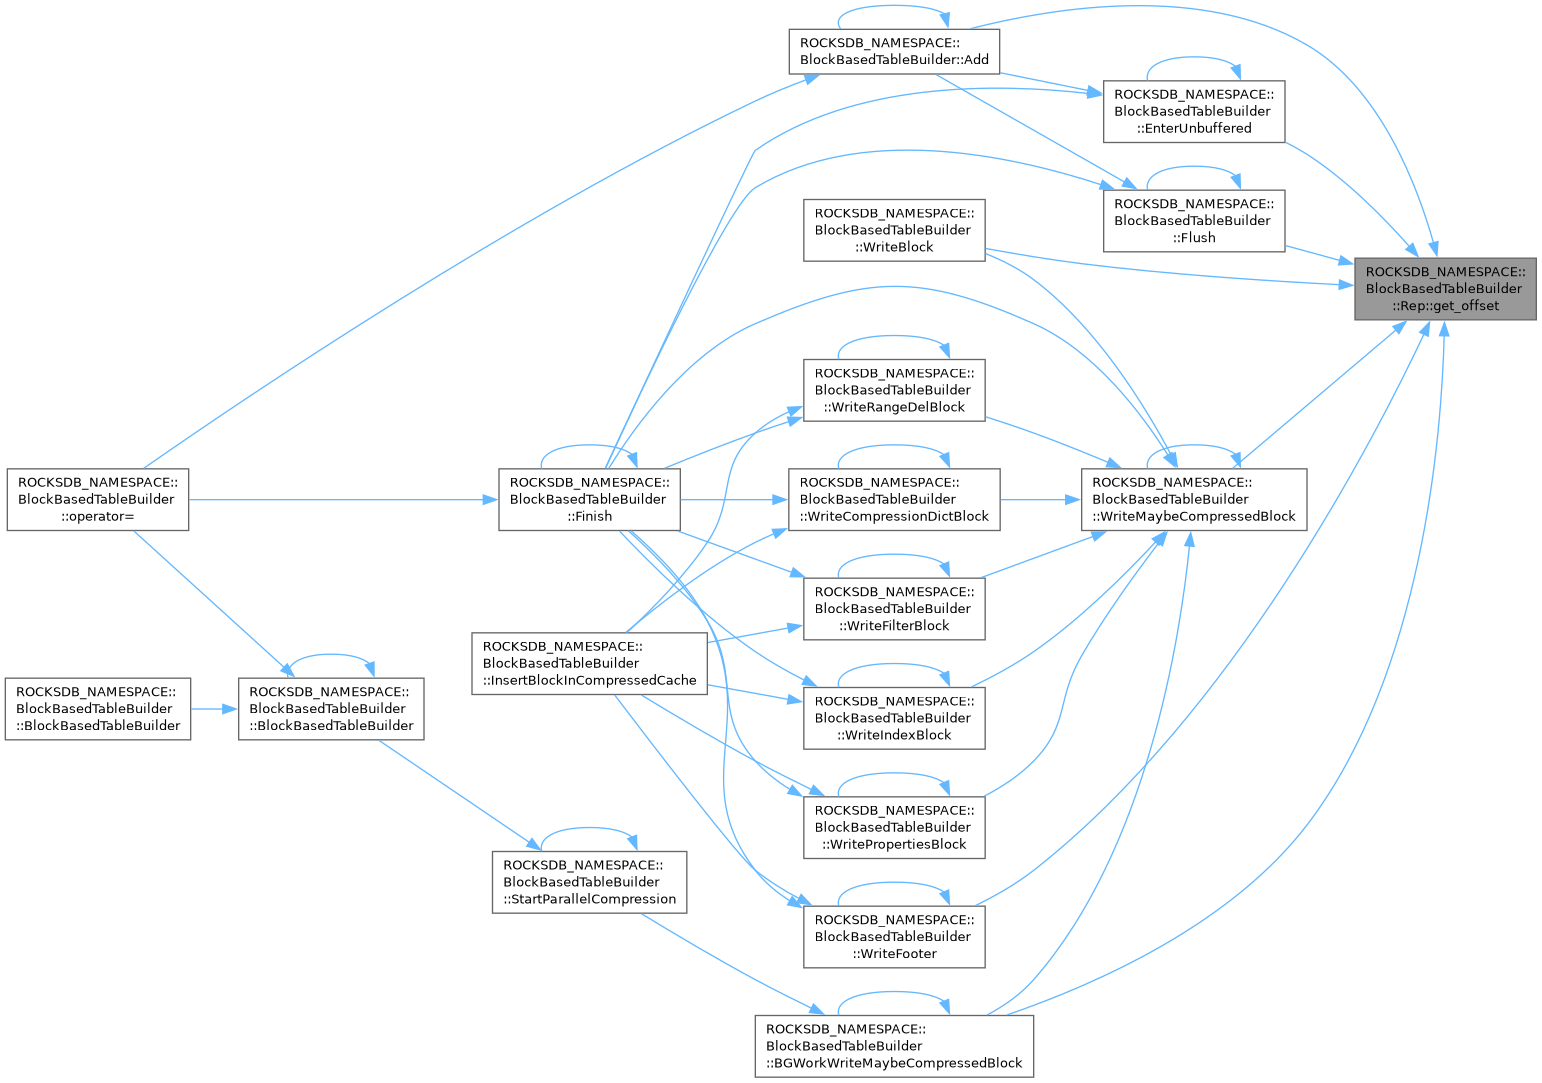 ROCKSDB_NAMESPACE::
BlockBasedTableBuilder::Add
ROCKSDB_NAMESPACE::
BlockBasedTableBuilder
::EnterUnbuffered
ROCKSDB_NAMESPACE::
BlockBasedTableBuilder
::Flush
ROCKSDB_NAMESPACE::
BlockBasedTableBuilder
::WriteBlock
ROCKSDB_NAMESPACE::
BlockBasedTableBuilder
::Rep::get_offset
ROCKSDB_NAMESPACE::
BlockBasedTableBuilder
::WriteRangeDelBlock
ROCKSDB_NAMESPACE::
BlockBasedTableBuilder
::operator=
ROCKSDB_NAMESPACE::
BlockBasedTableBuilder
::Finish
ROCKSDB_NAMESPACE::
BlockBasedTableBuilder
::WriteCompressionDictBlock
ROCKSDB_NAMESPACE::
BlockBasedTableBuilder
::WriteMaybeCompressedBlock
ROCKSDB_NAMESPACE::
BlockBasedTableBuilder
::WriteFilterBlock
ROCKSDB_NAMESPACE::
BlockBasedTableBuilder
::InsertBlockInCompressedCache
ROCKSDB_NAMESPACE::
BlockBasedTableBuilder
::BlockBasedTableBuilder
ROCKSDB_NAMESPACE::
BlockBasedTableBuilder
::BlockBasedTableBuilder
ROCKSDB_NAMESPACE::
BlockBasedTableBuilder
::WriteIndexBlock
ROCKSDB_NAMESPACE::
BlockBasedTableBuilder
::WritePropertiesBlock
ROCKSDB_NAMESPACE::
BlockBasedTableBuilder
::StartParallelCompression
ROCKSDB_NAMESPACE::
BlockBasedTableBuilder
::WriteFooter
ROCKSDB_NAMESPACE::
BlockBasedTableBuilder
::BGWorkWriteMaybeCompressedBlock